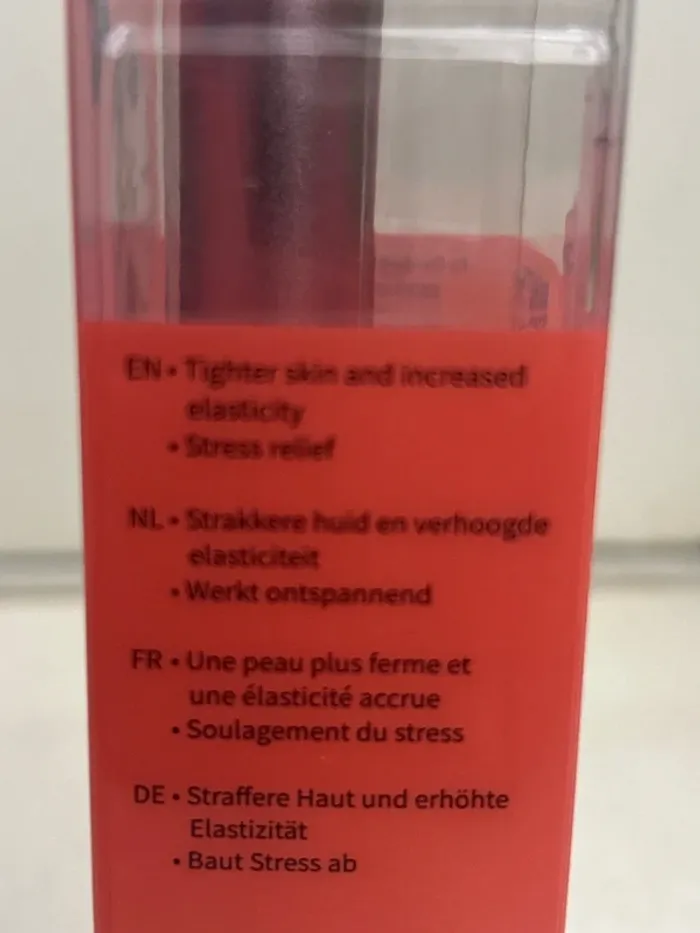 EN • Tighter skin and increased
elasticity
• Stress relief
NL • Strakkere huid en verhoogde
elasticiteit
• Werkt ontspannend
FR • Une peau plus ferme et
une élasticité accrue
• Soulagement du stress
DE • Straffere Haut und erhöhte
Elastizität
• Baut Stress ab